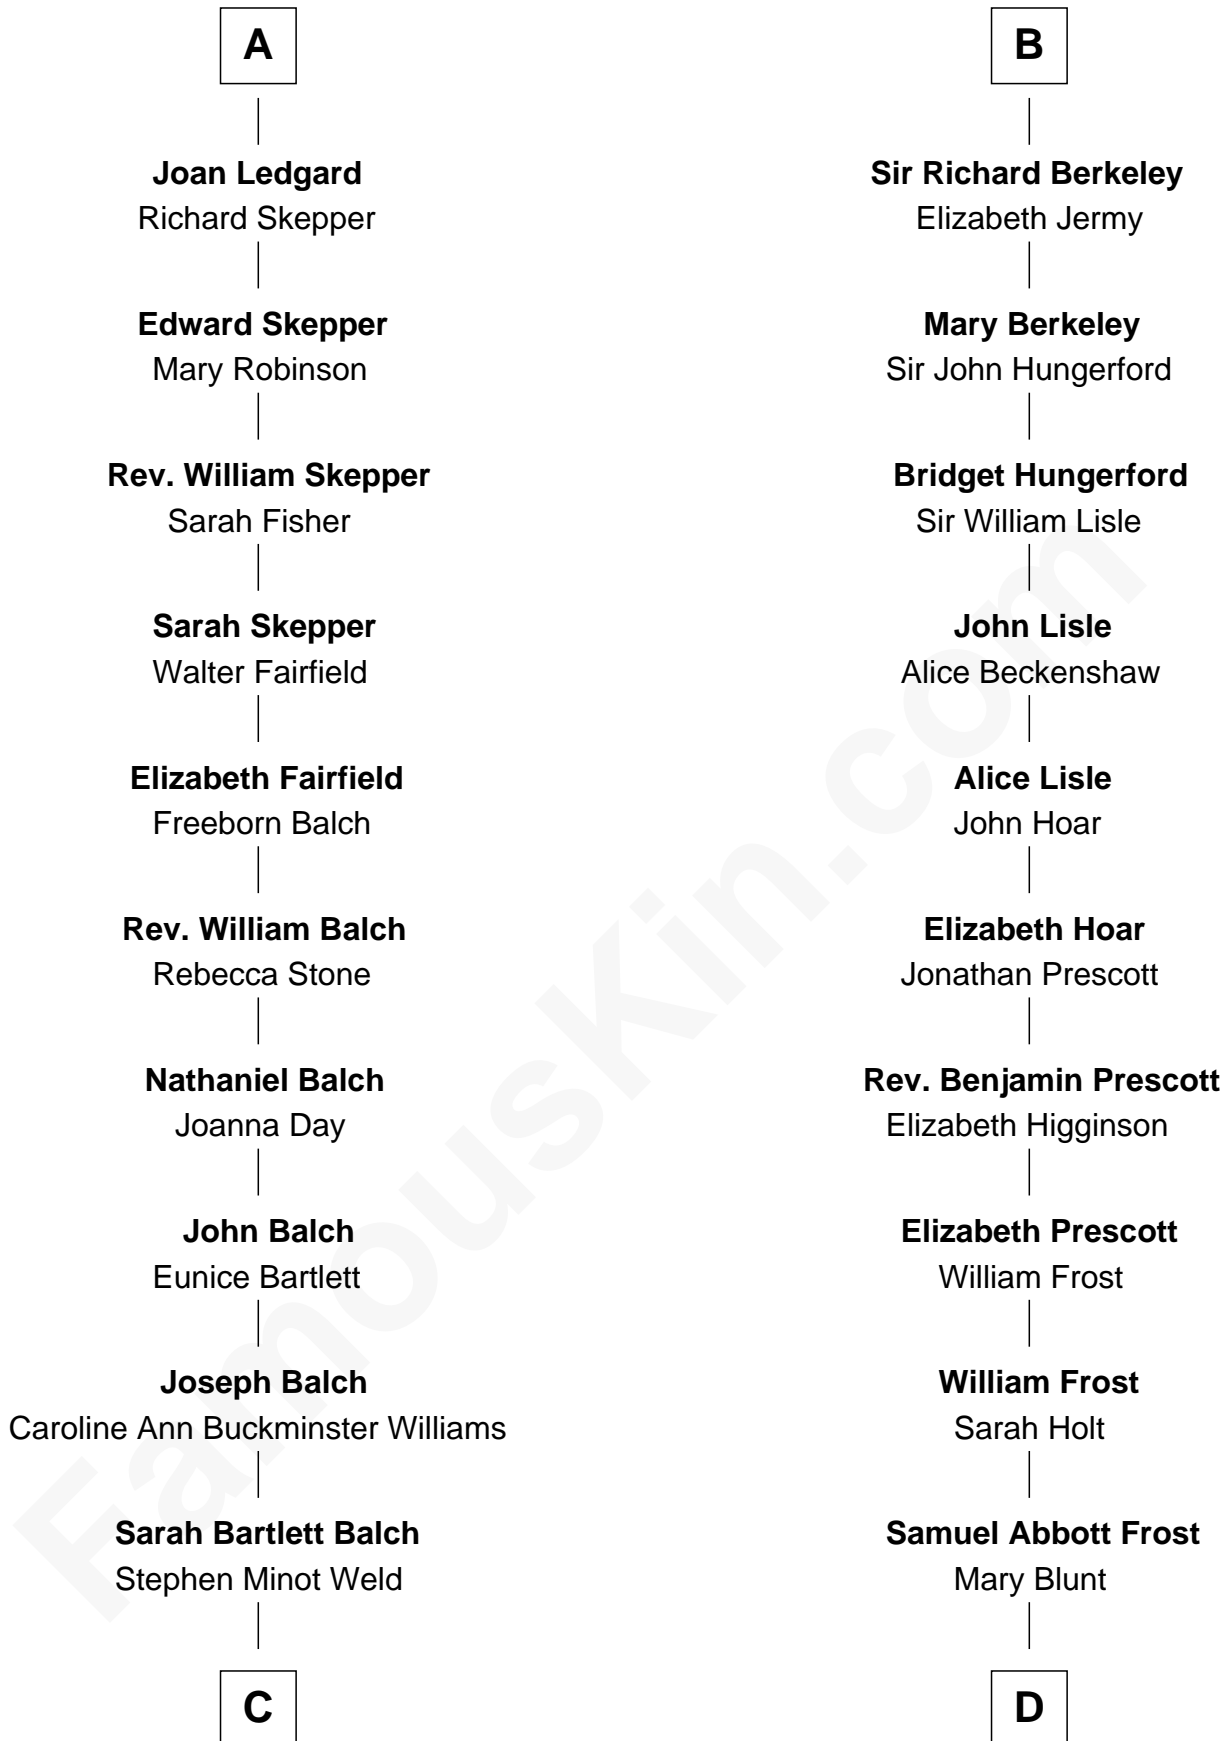 A
Joan Ledgard
Richard Skepper
Edward Skepper
Mary Robinson
Rev. William Skepper
Sarah Fisher
Sarah Skepper
Walter Fairfield
Elizabeth Fairfield
Freeborn Balch
Rev. William Balch
Rebecca Stone
Nathaniel Balch
Joanna Day
John Balch
Eunice Bartlett
Joseph Balch
Caroline Ann Buckminster Williams
Sarah Bartlett Balch
Stephen Minot Weld
C
B
Sir Richard Berkeley
Elizabeth Jermy
Mary Berkeley
Sir John Hungerford
Bridget Hungerford
Sir William Lisle
John Lisle
Alice Beckenshaw
Alice Lisle
John Hoar
Elizabeth Hoar
Jonathan Prescott
Rev. Benjamin Prescott
Elizabeth Higginson
Elizabeth Prescott
William Frost
William Frost
Sarah Holt
Samuel Abbott Frost
Mary Blunt
D
FamousKin.com